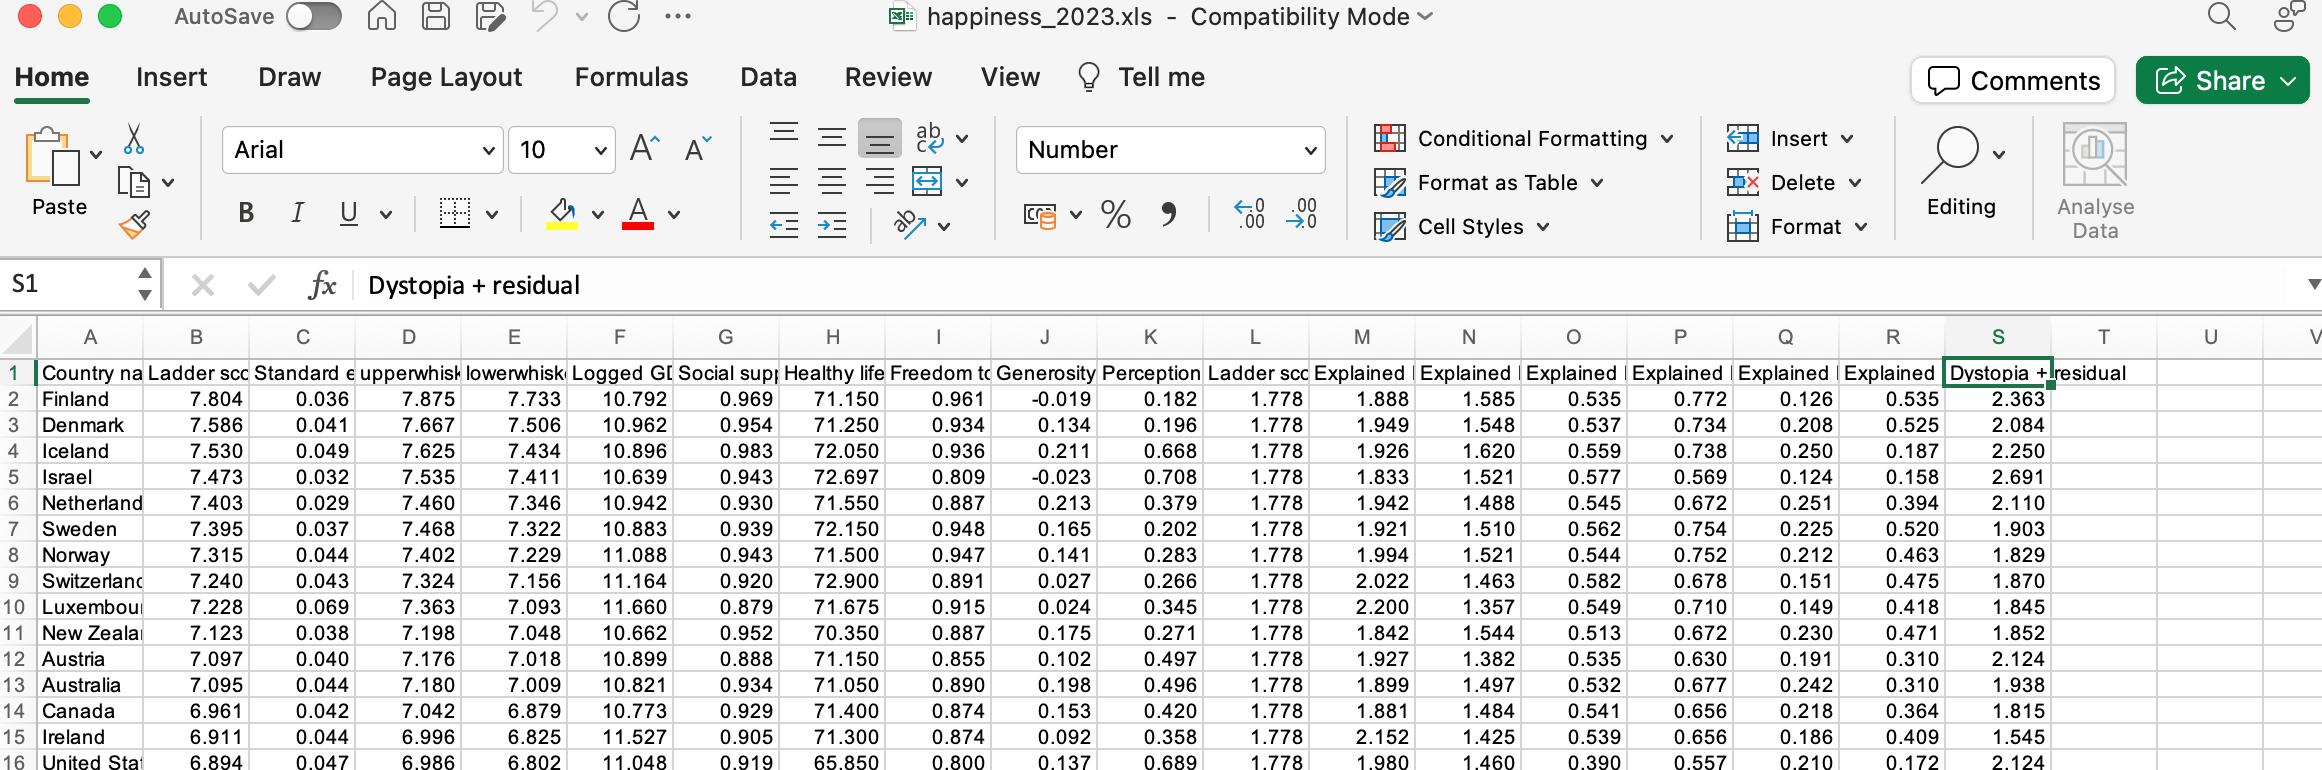 AutoSave happiness_2023.xls - Compatibility Mode
Home Insert Draw Page Layout Formulas Data Review View Tell me Comments Share
Paste Arial 10 Number Conditional Formatting Format as Table Cell Styles Insert Delete Format Editing Analyse Data
S1 fx Dystopia + residual
A B C D E F G H I J K L M N O P Q R S T U V
1 Country na Ladder sco Standard e upperwhisk lowerwhisk Logged GD Social supp Healthy life Freedom to Generosity Perception Ladder sco Explained Explained Explained Explained Explained Explained Dystopia + residual
2 Finland 7.804 0.036 7.875 7.733 10.792 0.969 71.150 0.961 -0.019 0.182 1.778 1.888 1.585 0.535 0.772 0.126 0.535 2.363
3 Denmark 7.586 0.041 7.667 7.506 10.962 0.954 71.250 0.934 0.134 0.196 1.778 1.949 1.548 0.537 0.734 0.208 0.525 2.084
4 Iceland 7.530 0.049 7.625 7.434 10.896 0.983 72.050 0.936 0.211 0.668 1.778 1.926 1.620 0.559 0.738 0.250 0.187 2.250
5 Israel 7.473 0.032 7.535 7.411 10.639 0.943 72.697 0.809 -0.023 0.708 1.778 1.833 1.521 0.577 0.569 0.124 0.158 2.691
6 Netherland 7.403 0.029 7.460 7.346 10.942 0.930 71.550 0.887 0.213 0.379 1.778 1.942 1.488 0.545 0.672 0.251 0.394 2.110
7 Sweden 7.395 0.037 7.468 7.322 10.883 0.939 72.150 0.948 0.165 0.202 1.778 1.921 1.510 0.562 0.754 0.225 0.520 1.903
8 Norway 7.315 0.044 7.402 7.229 11.088 0.943 71.500 0.947 0.141 0.283 1.778 1.994 1.521 0.544 0.752 0.212 0.463 1.829
9 Switzerland 7.240 0.043 7.324 7.156 11.164 0.920 72.900 0.891 0.027 0.266 1.778 2.022 1.463 0.582 0.678 0.151 0.475 1.870
10 Luxembour 7.228 0.069 7.363 7.093 11.660 0.879 71.675 0.915 0.024 0.345 1.778 2.200 1.357 0.549 0.710 0.149 0.418 1.845
11 New Zealar 7.123 0.038 7.198 7.048 10.662 0.952 70.350 0.887 0.175 0.271 1.778 1.842 1.544 0.513 0.672 0.230 0.471 1.852
12 Austria 7.097 0.040 7.176 7.018 10.899 0.888 71.150 0.855 0.102 0.497 1.778 1.927 1.382 0.535 0.630 0.191 0.310 2.124
13 Australia 7.095 0.044 7.180 7.009 10.821 0.934 71.050 0.890 0.198 0.496 1.778 1.899 1.497 0.532 0.677 0.242 0.310 1.938
14 Canada 6.961 0.042 7.042 6.879 10.773 0.929 71.400 0.874 0.153 0.420 1.778 1.881 1.484 0.541 0.656 0.218 0.364 1.815
15 Ireland 6.911 0.044 6.996 6.825 11.527 0.905 71.300 0.874 0.092 0.358 1.778 2.152 1.425 0.539 0.656 0.186 0.409 1.545
16 United Stat 6.894 0.047 6.986 6.802 11.048 0.919 65.850 0.800 0.137 0.689 1.778 1.980 1.460 0.390 0.557 0.210 0.172 2.124